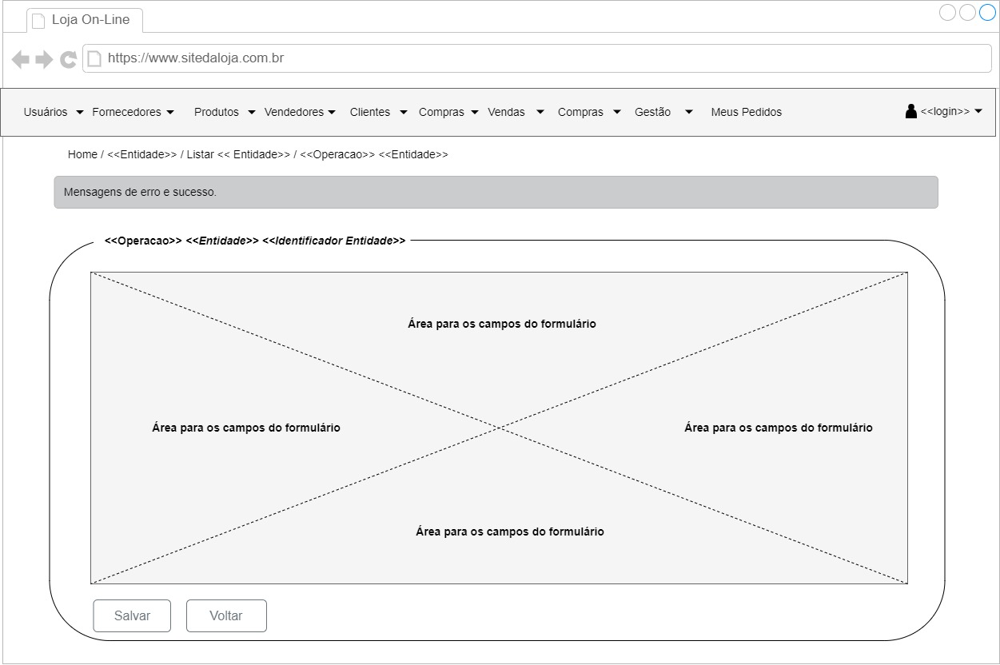 Loja On-Line
https://www.sitedaloja.com.br
Usuários Fornecedores Produtos Vendedores Clientes Compras Vendas Compras Gestão Meus Pedidos <<login>>
Home / <<Entidade>> / Listar << Entidade>> / <<Operacao>> <<Entidade>>
Mensagens de erro e sucesso.
<<Operacao>> <<Entidade>> <<Identificador Entidade>>
Área para os campos do formulário
Área para os campos do formulário Área para os campos do formulário
Área para os campos do formulário
Salvar Voltar